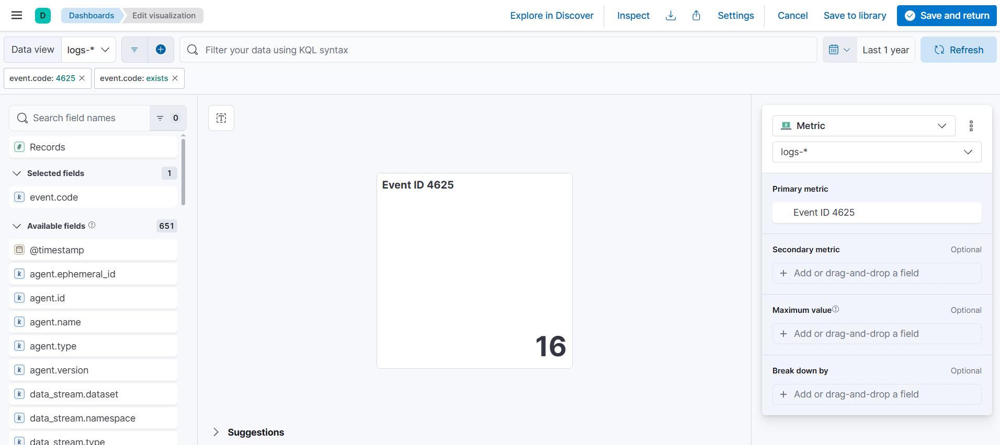 D Dashboards Edit visualization Explore in Discover Inspect Settings Cancel Save to library Save and return
Data view logs-* Filter your data using KQL syntax Last 1 year Refresh
event.code: 4625 event.code: exists
Search field names 0
# Records
Selected fields 1
k event.code
Available fields 651
@timestamp
k agent.ephemeral_id
k agent.id
k agent.name
k agent.type
k agent.version
k data_stream.dataset
k data_stream.namespace
k data_stream.type
T
Event ID 4625
16
Suggestions
8 Metric
logs-*
Primary metric
Event ID 4625
Secondary metric Optional
+ Add or drag-and-drop a field
Maximum value Optional
+ Add or drag-and-drop a field
Break down by Optional
+ Add or drag-and-drop a field